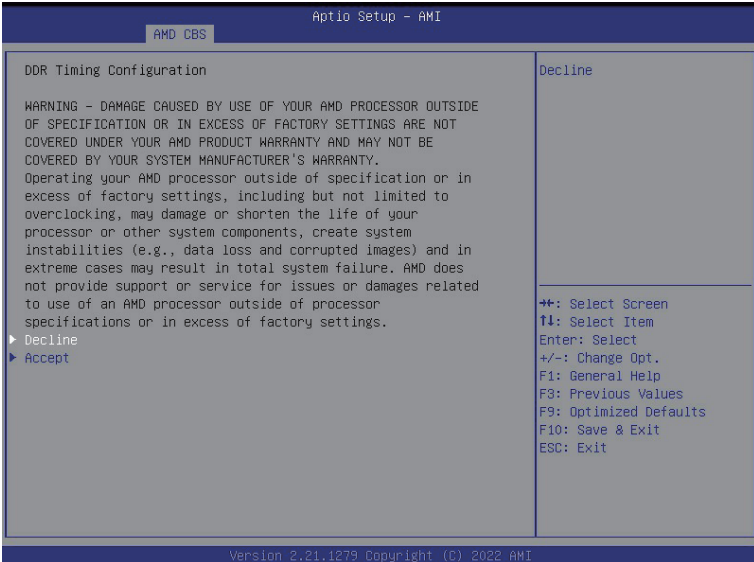 Aptio Setup – AMI
AMD CBS
DDR Timing Configuration
WARNING – DAMAGE CAUSED BY USE OF YOUR AMD PROCESSOR OUTSIDE
OF SPECIFICATION OR IN EXCESS OF FACTORY SETTINGS ARE NOT
COVERED UNDER YOUR AMD PRODUCT WARRANTY AND MAY NOT BE
COVERED BY YOUR SYSTEM MANUFACTURER'S WARRANTY.
Operating your AMD processor outside of specification or in
excess of factory settings, including but not limited to
overclocking, may damage or shorten the life of your
processor or other system components, create system
instabilities (e.g., data loss and corrupted images) and in
extreme cases may result in total system failure. AMD does
not provide support or service for issues or damages related
to use of an AMD processor outside of processor
specifications or in excess of factory settings.
Decline
Accept
Decline
→←: Select Screen
↑↓: Select Item
Enter: Select
+/-: Change Opt.
F1: General Help
F3: Previous Values
F9: Optimized Defaults
F10: Save & Exit
ESC: Exit
Version 2.21.1279 Copyright (C) 2022 AMI